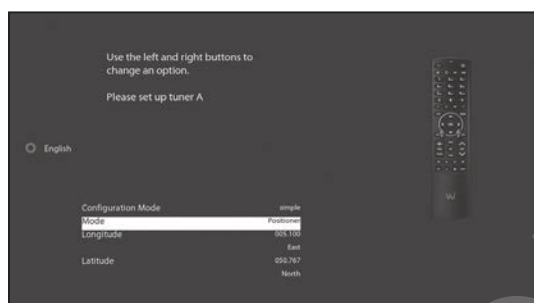 Use the left and right buttons to
change an option.
Please set up tuner A
English
Configuration Mode simple
Mode Positioner
Longitude 005.100
East
Latitude 050.767
North